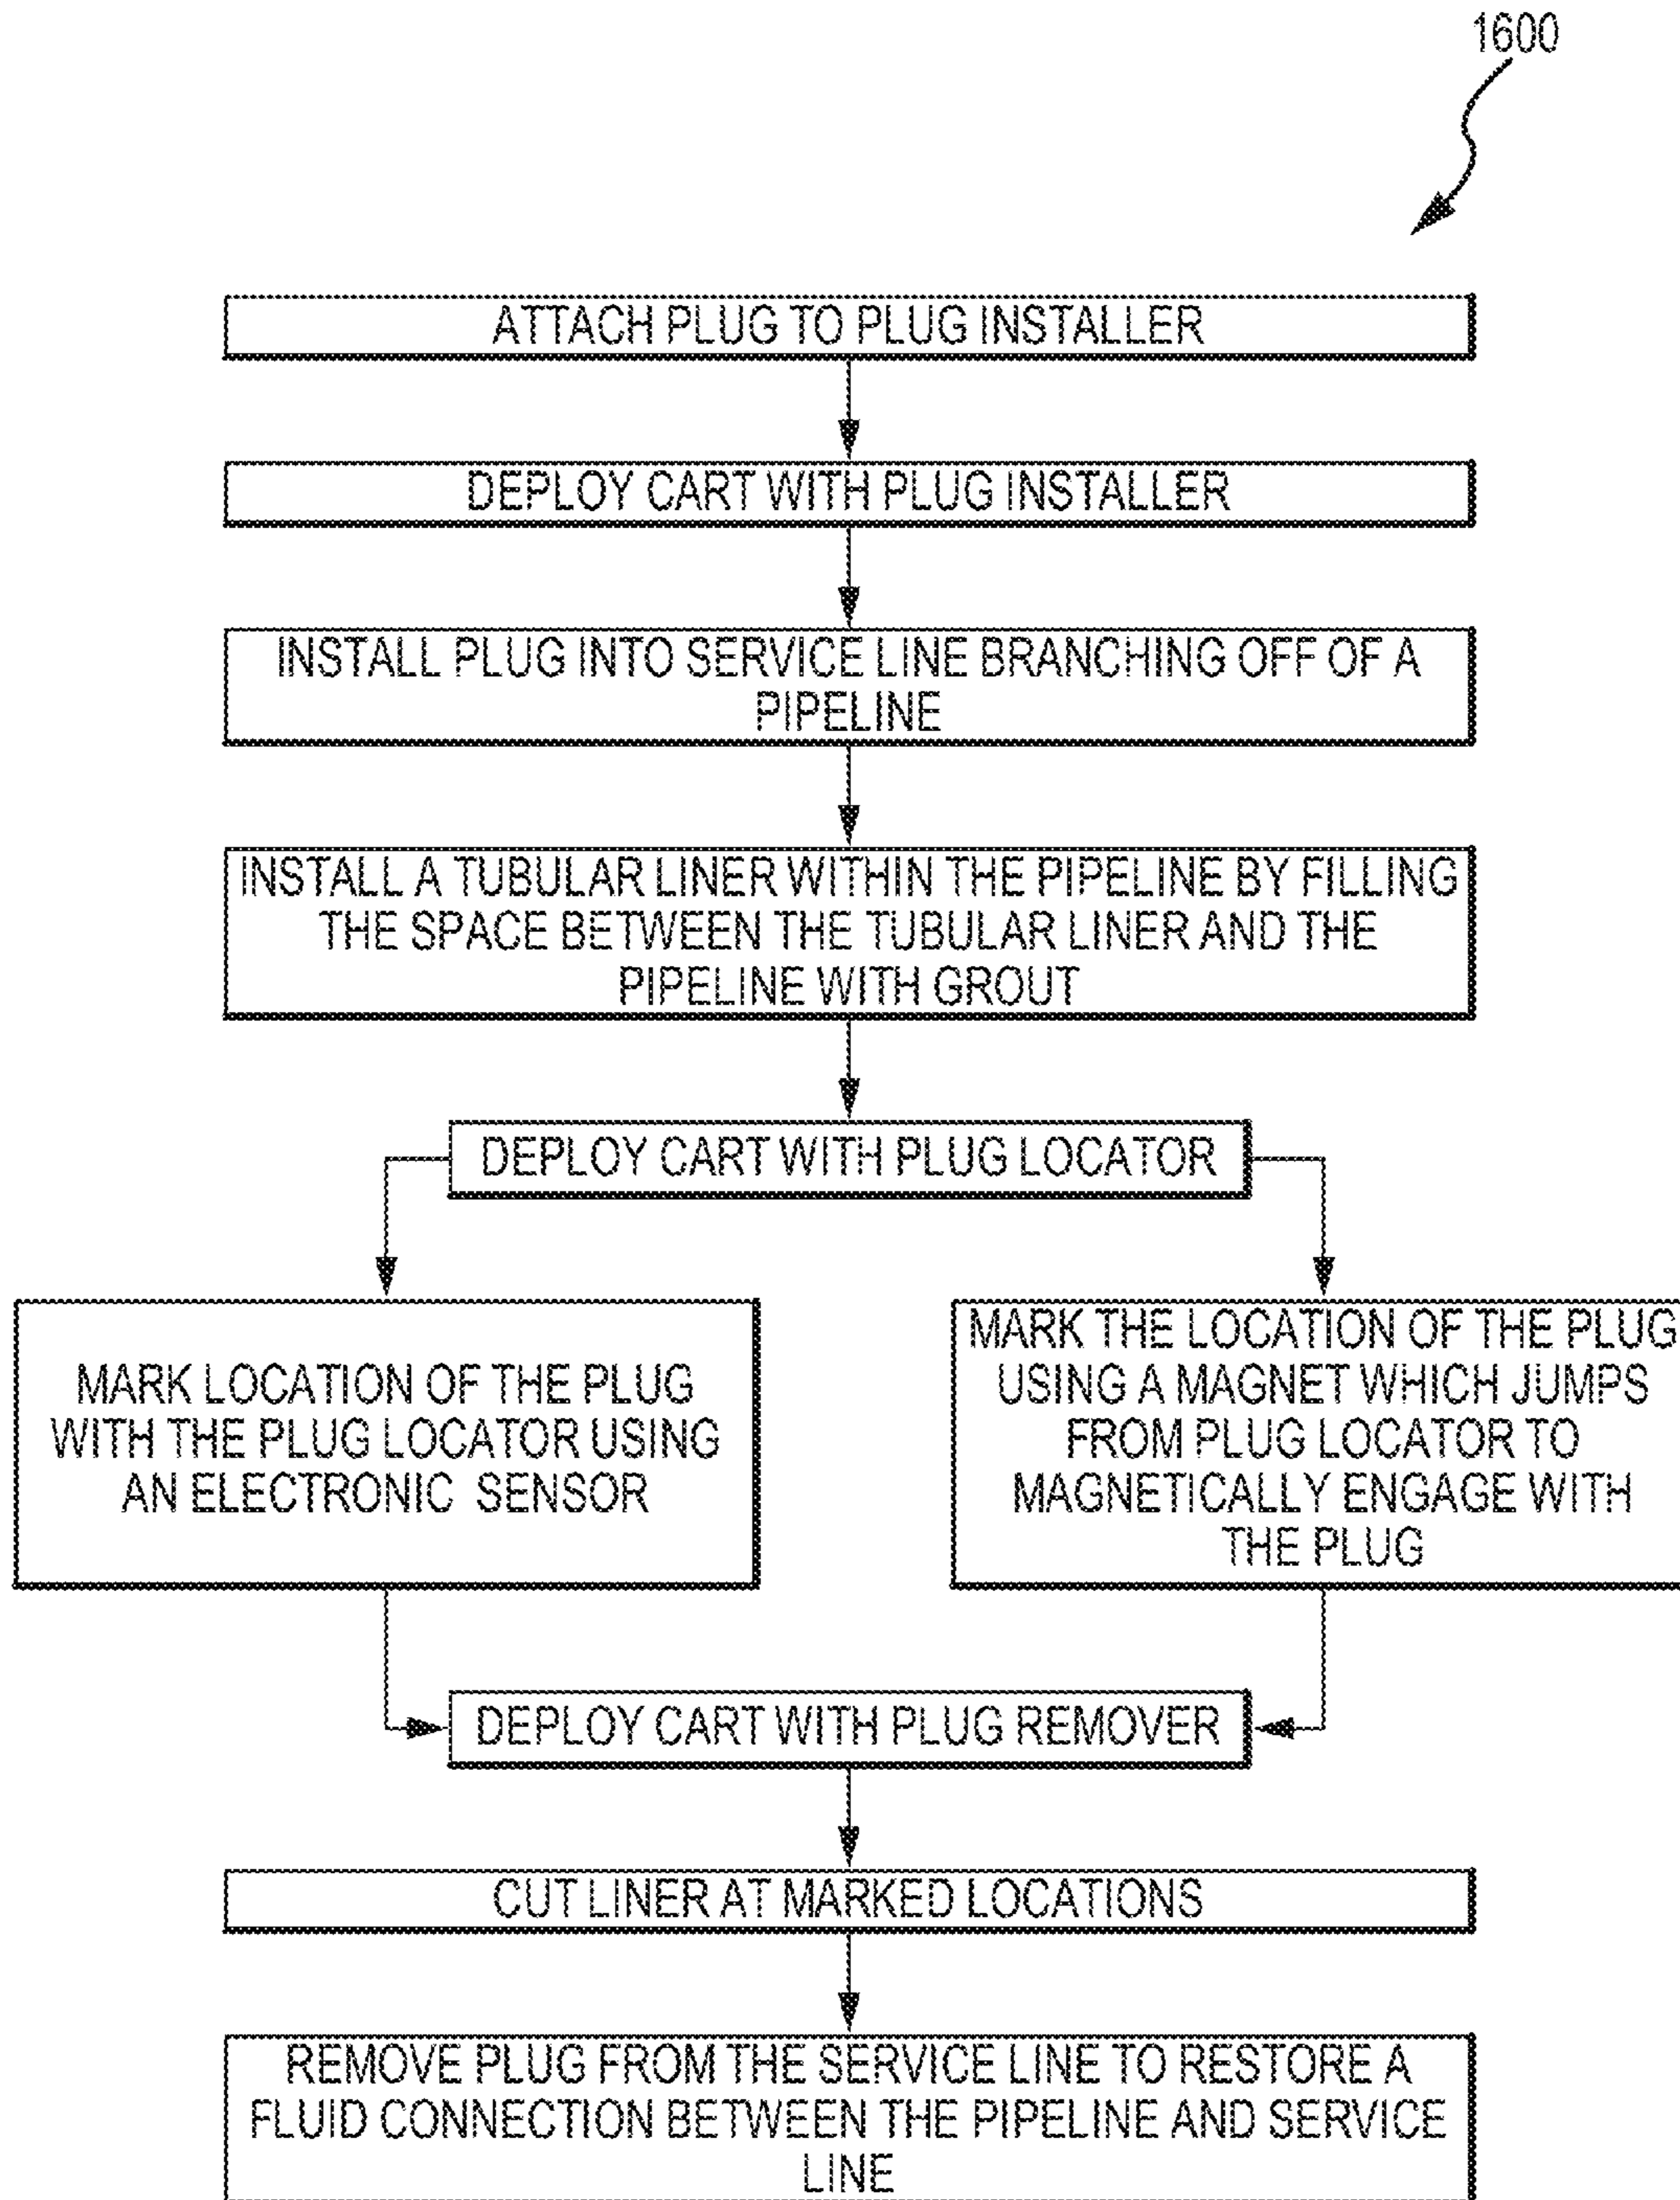 1600
ATTACH PLUG TO PLUG INSTALLER
DEPLOY CART WITH PLUG INSTALLER
INSTALL PLUG INTO SERVICE LINE BRANCHING OFF OF A
PIPELINE
INSTALL A TUBULAR LINER WITHIN THE PIPELINE BY FILLING
THE SPACE BETWEEN THE TUBULAR LINER AND THE
PIPELINE WITH GROUT
DEPLOY CART WITH PLUG LOCATOR
MARK LOCATION OF THE PLUG
WITH THE PLUG LOCATOR USING
AN ELECTRONIC SENSOR
MARK THE LOCATION OF THE PLUG
USING A MAGNET WHICH JUMPS
FROM PLUG LOCATOR TO
MAGNETICALLY ENGAGE WITH
THE PLUG
DEPLOY CART WITH PLUG REMOVER
CUT LINER AT MARKED LOCATIONS
REMOVE PLUG FROM THE SERVICE LINE TO RESTORE A
FLUID CONNECTION BETWEEN THE PIPELINE AND SERVICE
LINE